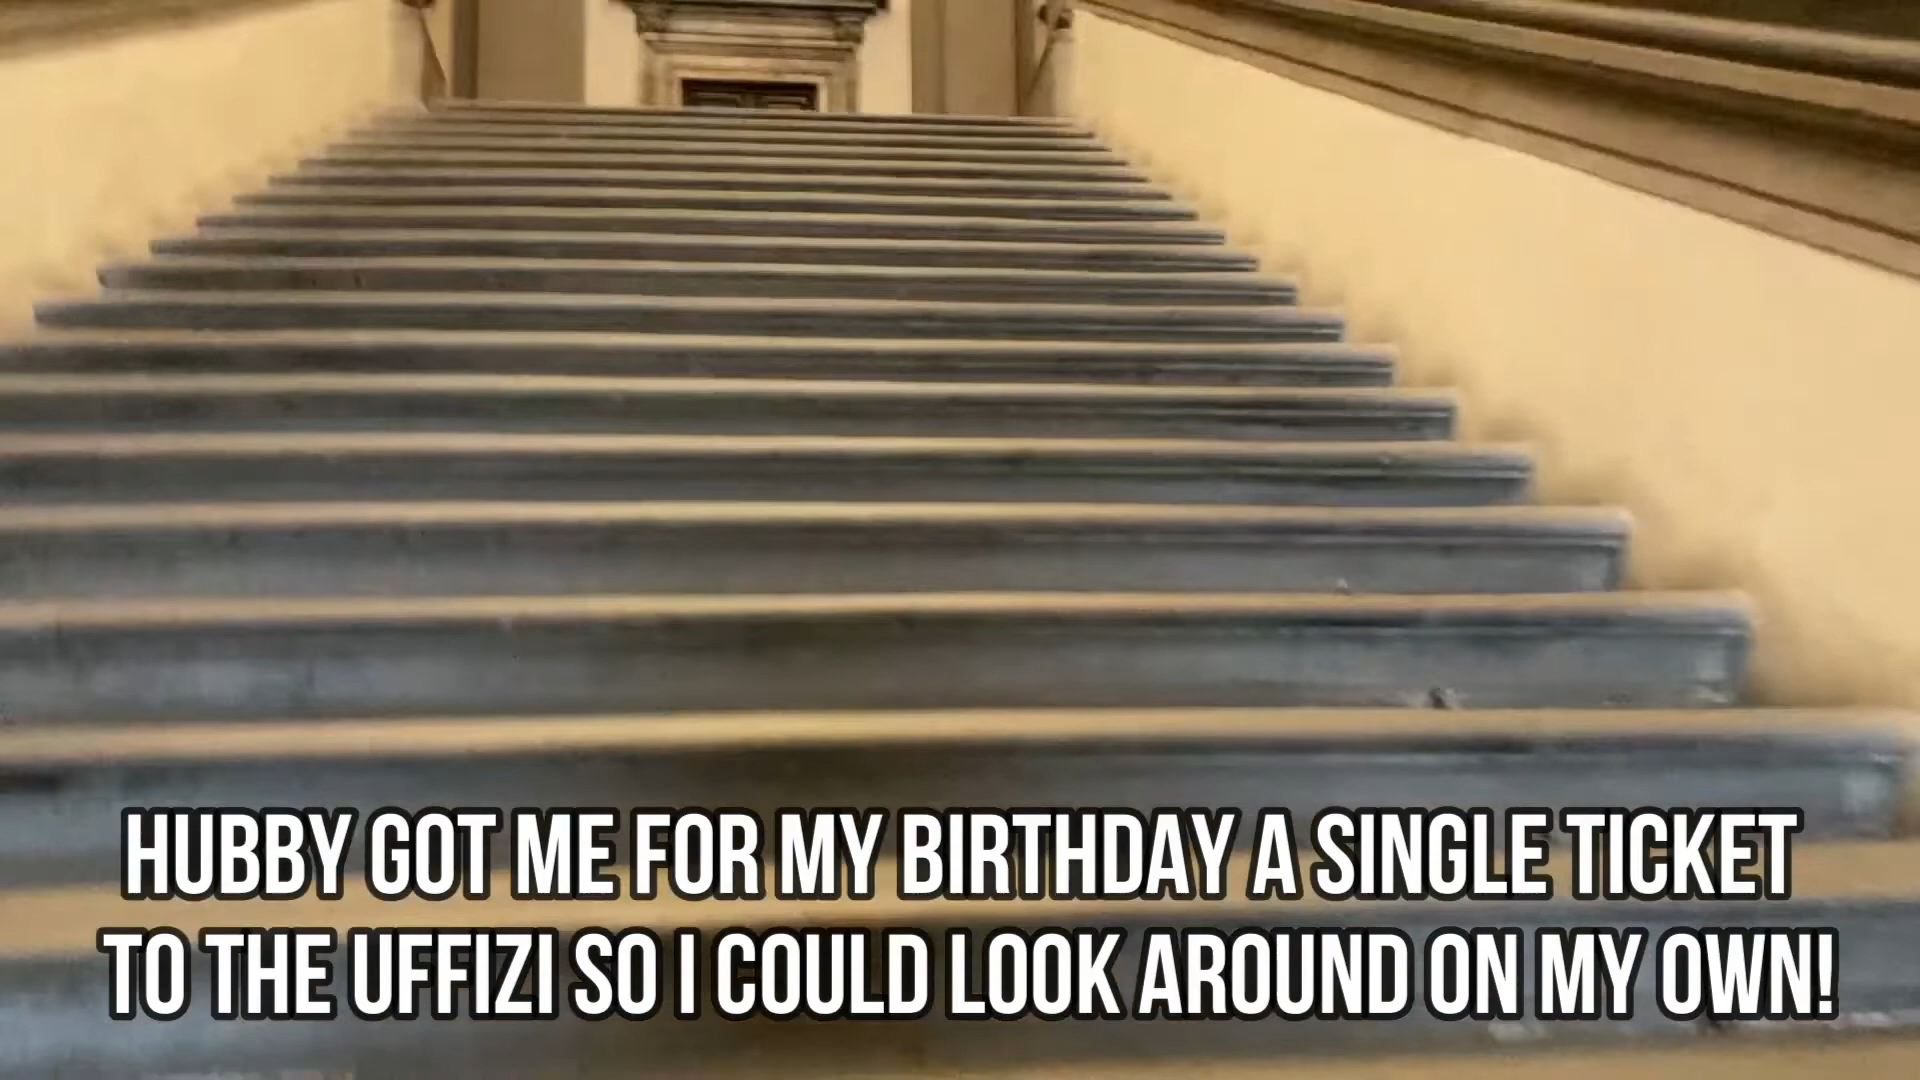 HUBBY GOT ME FOR MY BIRTHDAY A SINGLE TICKET
TO THE UFFIZI SO I COULD LOOK AROUND ON MY OWN!